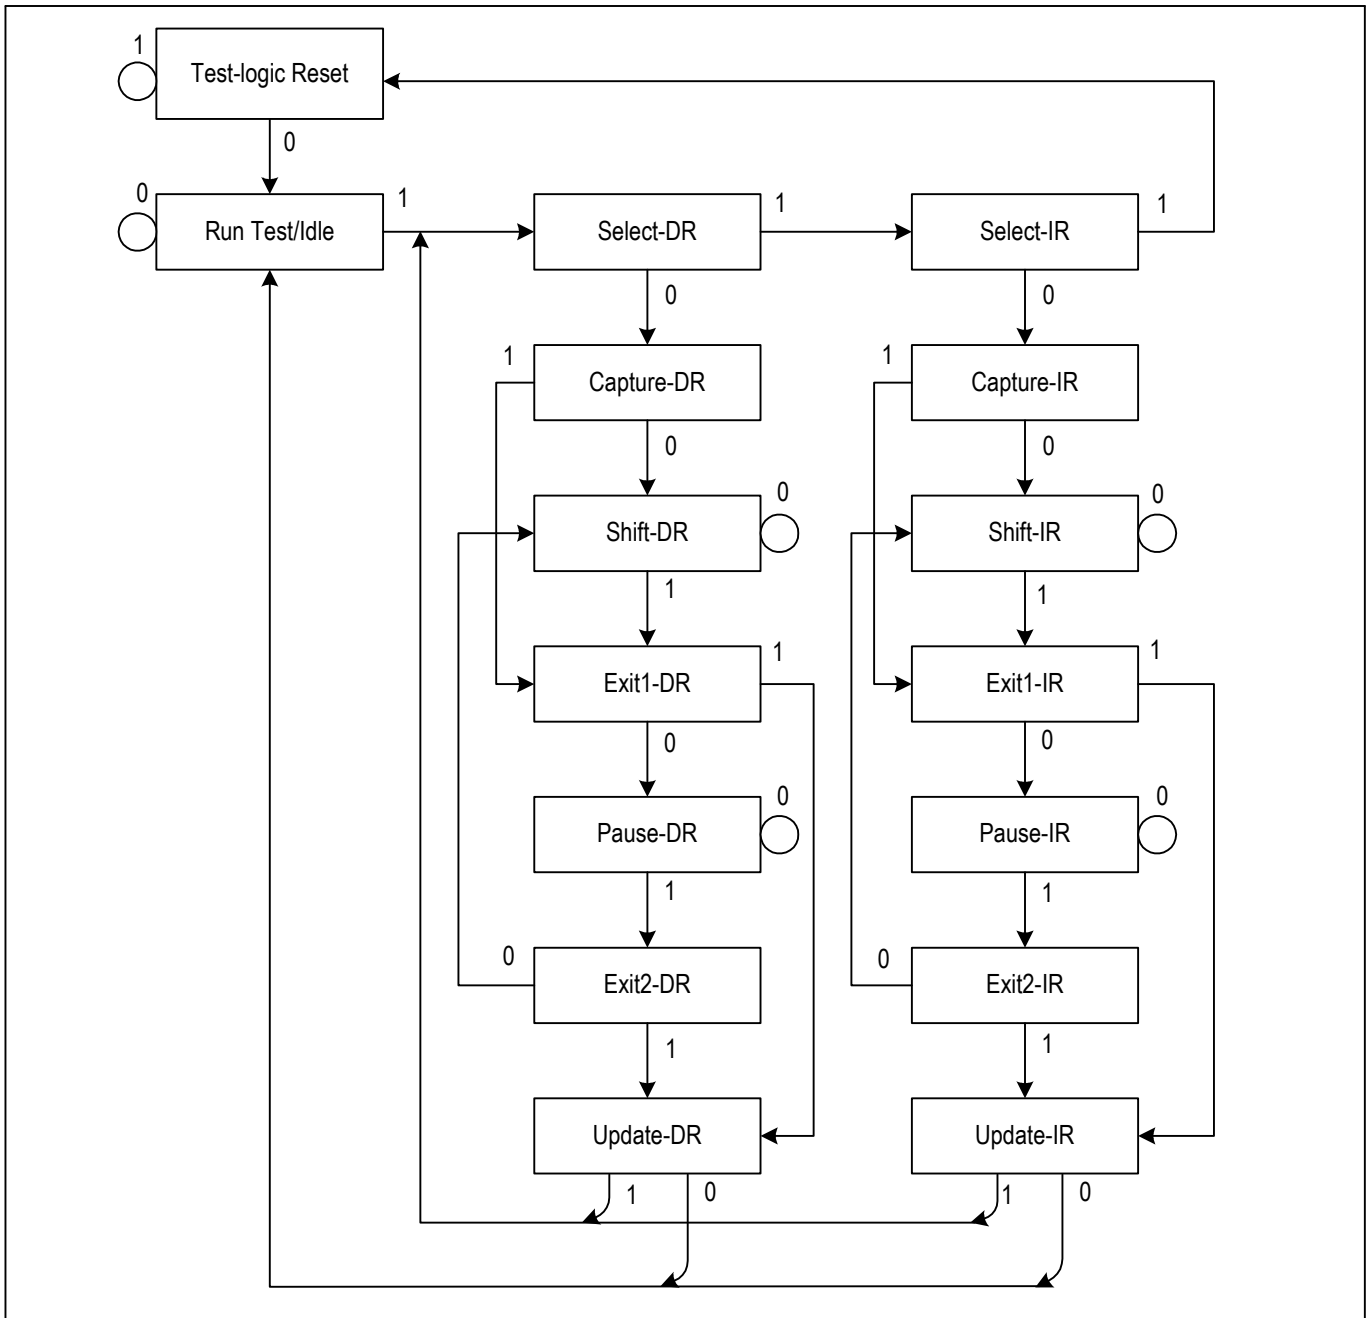 1
Test-logic Reset
0
0
Run Test/Idle
1
Select-DR
1
Select-IR
1
0
0
1
Capture-DR
1
Capture-IR
0
0
Shift-DR
0
Shift-IR
0
1
1
Exit1-DR
1
Exit1-IR
1
0
0
Pause-DR
0
Pause-IR
0
1
1
0
Exit2-DR
0
Exit2-IR
1
1
Update-DR
Update-IR
1
0
1
0